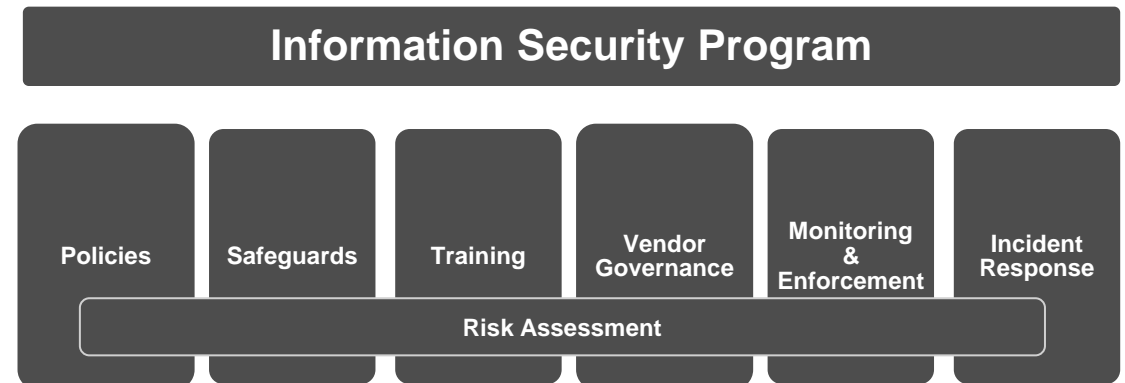 Information Security Program
Policies
Safeguards
Training
Vendor
Governance
Monitoring
&
Enforcement
Incident
Response
Risk Assessment